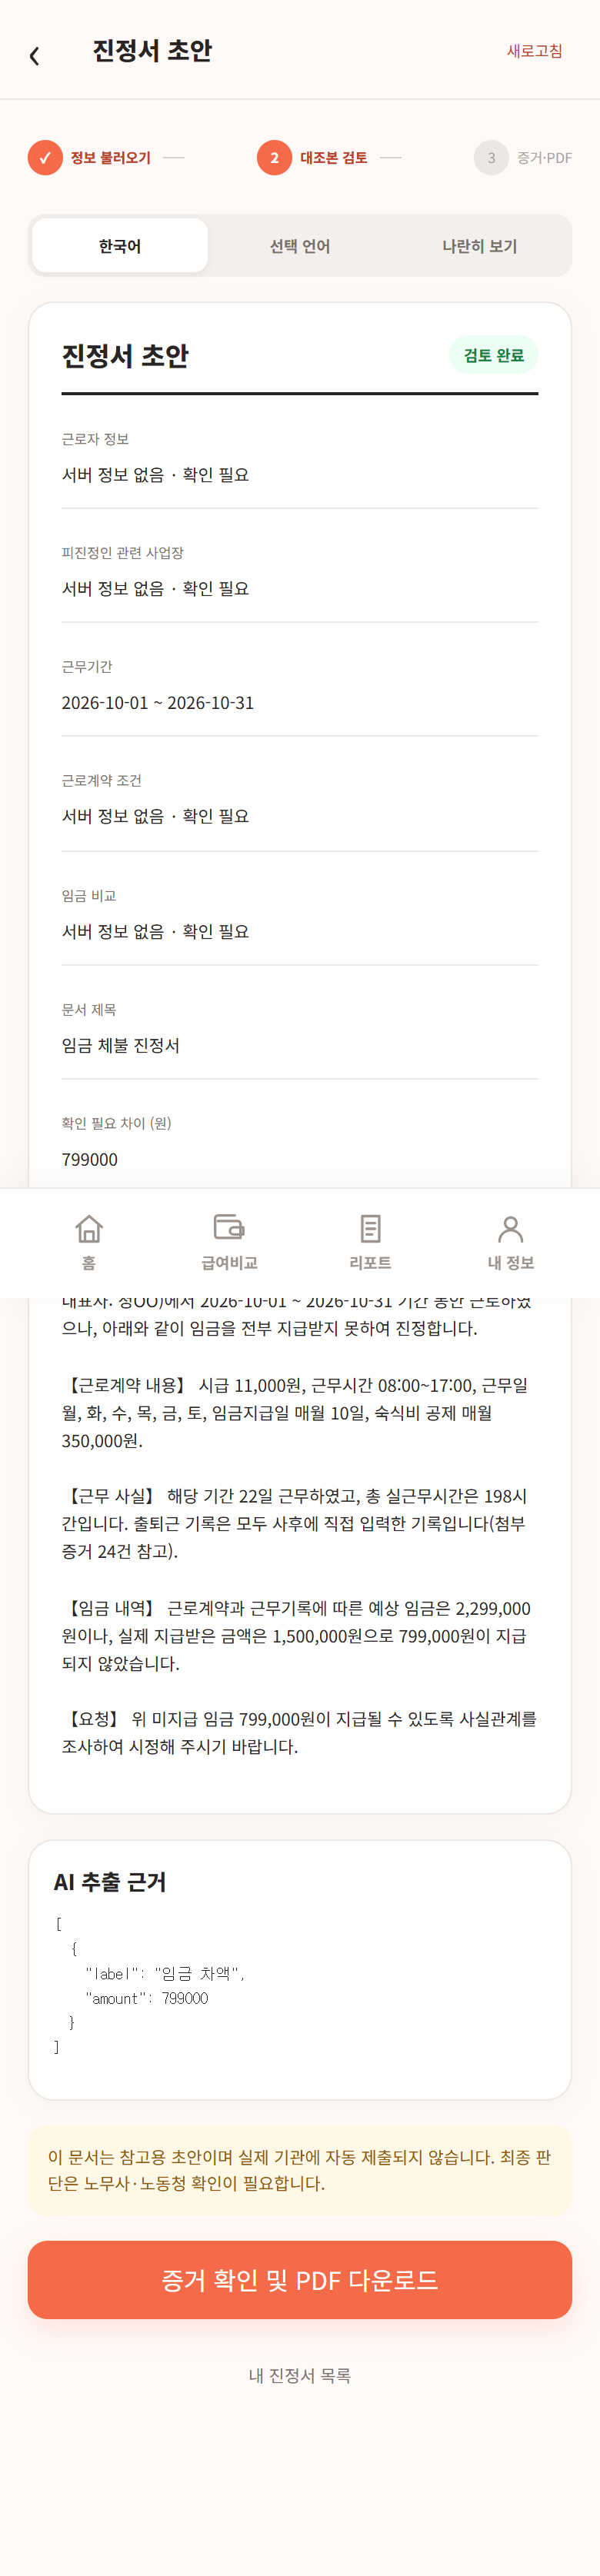 진정서 초안
새로고침
정보 불러오기
2
대조본 검토
3
증거·PDF
한국어
선택 언어
나란히 보기
진정서 초안
검토 완료
근로자 정보
서버 정보 없음 · 확인 필요
피진정인 관련 사업장
서버 정보 없음 · 확인 필요
근무기간
2026-10-01 ~ 2026-10-31
근로계약 조건
서버 정보 없음 · 확인 필요
임금 비교
서버 정보 없음 · 확인 필요
문서 제목
임금 체불 진정서
확인 필요 차이 (원)
799000
홈
급여비교
리포트
내 정보
대표자: 정OO)에서 2026-10-01 ~ 2026-10-31 기간 동안 근로하였
으나, 아래와 같이 임금을 전부 지급받지 못하여 진정합니다.
【근로계약 내용】 시급 11,000원, 근무시간 08:00~17:00, 근무일
월, 화, 수, 목, 금, 토, 임금지급일 매월 10일, 숙식비 공제 매월
350,000원.
【근무 사실】 해당 기간 22일 근무하였고, 총 실근무시간은 198시
간입니다. 출퇴근 기록은 모두 사후에 직접 입력한 기록입니다(첨부
증거 24건 참고).
【임금 내역】 근로계약과 근무기록에 따른 예상 임금은 2,299,000
원이나, 실제 지급받은 금액은 1,500,000원으로 799,000원이 지급
되지 않았습니다.
【요청】 위 미지급 임금 799,000원이 지급될 수 있도록 사실관계를
조사하여 시정해 주시기 바랍니다.
AI 추출 근거
[
{
"label": "임금 차액",
"amount": 799000
}
]
이 문서는 참고용 초안이며 실제 기관에 자동 제출되지 않습니다. 최종 판
단은 노무사·노동청 확인이 필요합니다.
증거 확인 및 PDF 다운로드
내 진정서 목록